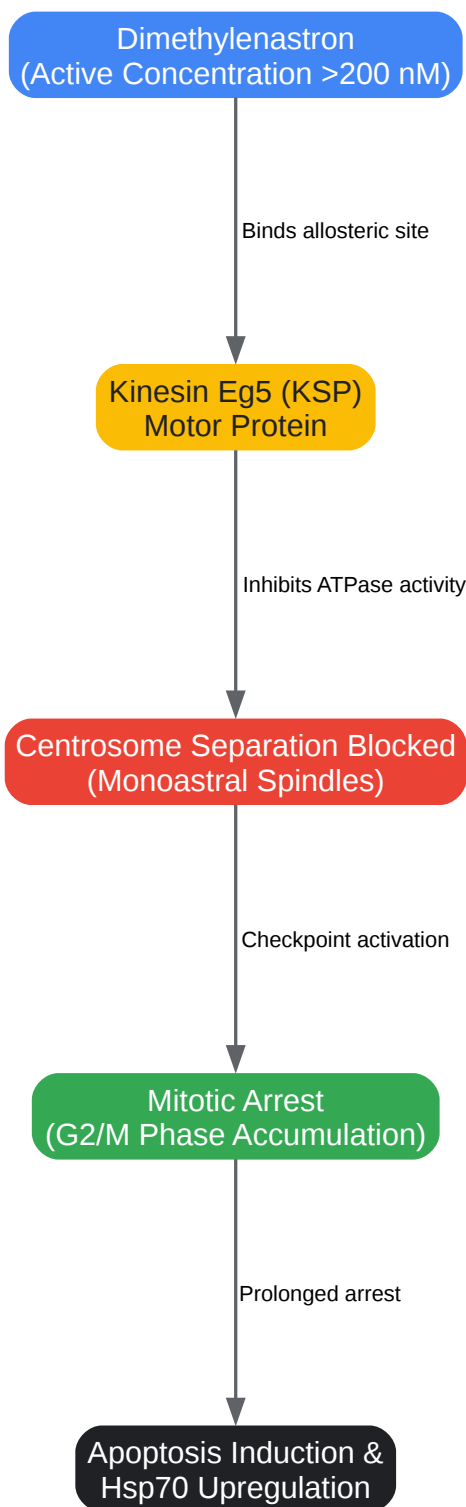 Dimethylenastron
(Active Concentration >200 nM)
Binds allosteric site
Kinesin Eg5 (KSP)
Motor Protein
Inhibits ATPase activity
Centrosome Separation Blocked
(Monoastral Spindles)
Checkpoint activation
Mitotic Arrest
(G2/M Phase Accumulation)
Prolonged arrest
Apoptosis Induction &
Hsp70 Upregulation